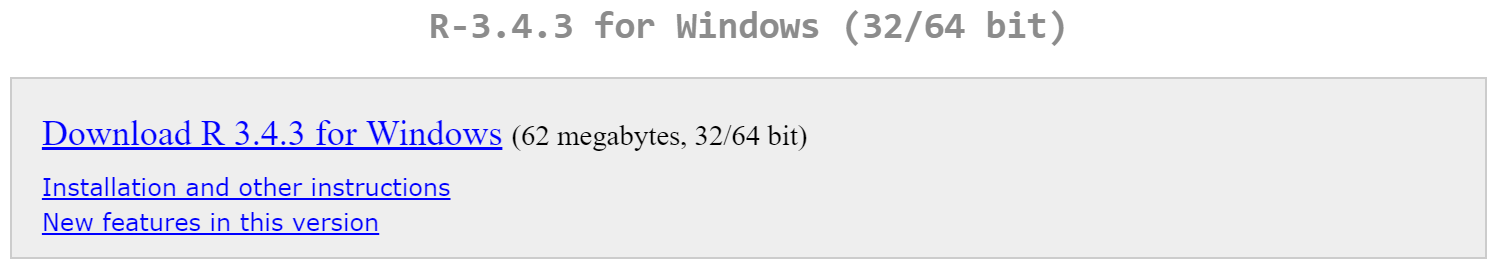 R-3.4.3 for Windows (32/64 bit)
Download R 3.4.3 for Windows (62 megabytes, 32/64 bit)
Installation and other instructions
New features in this version